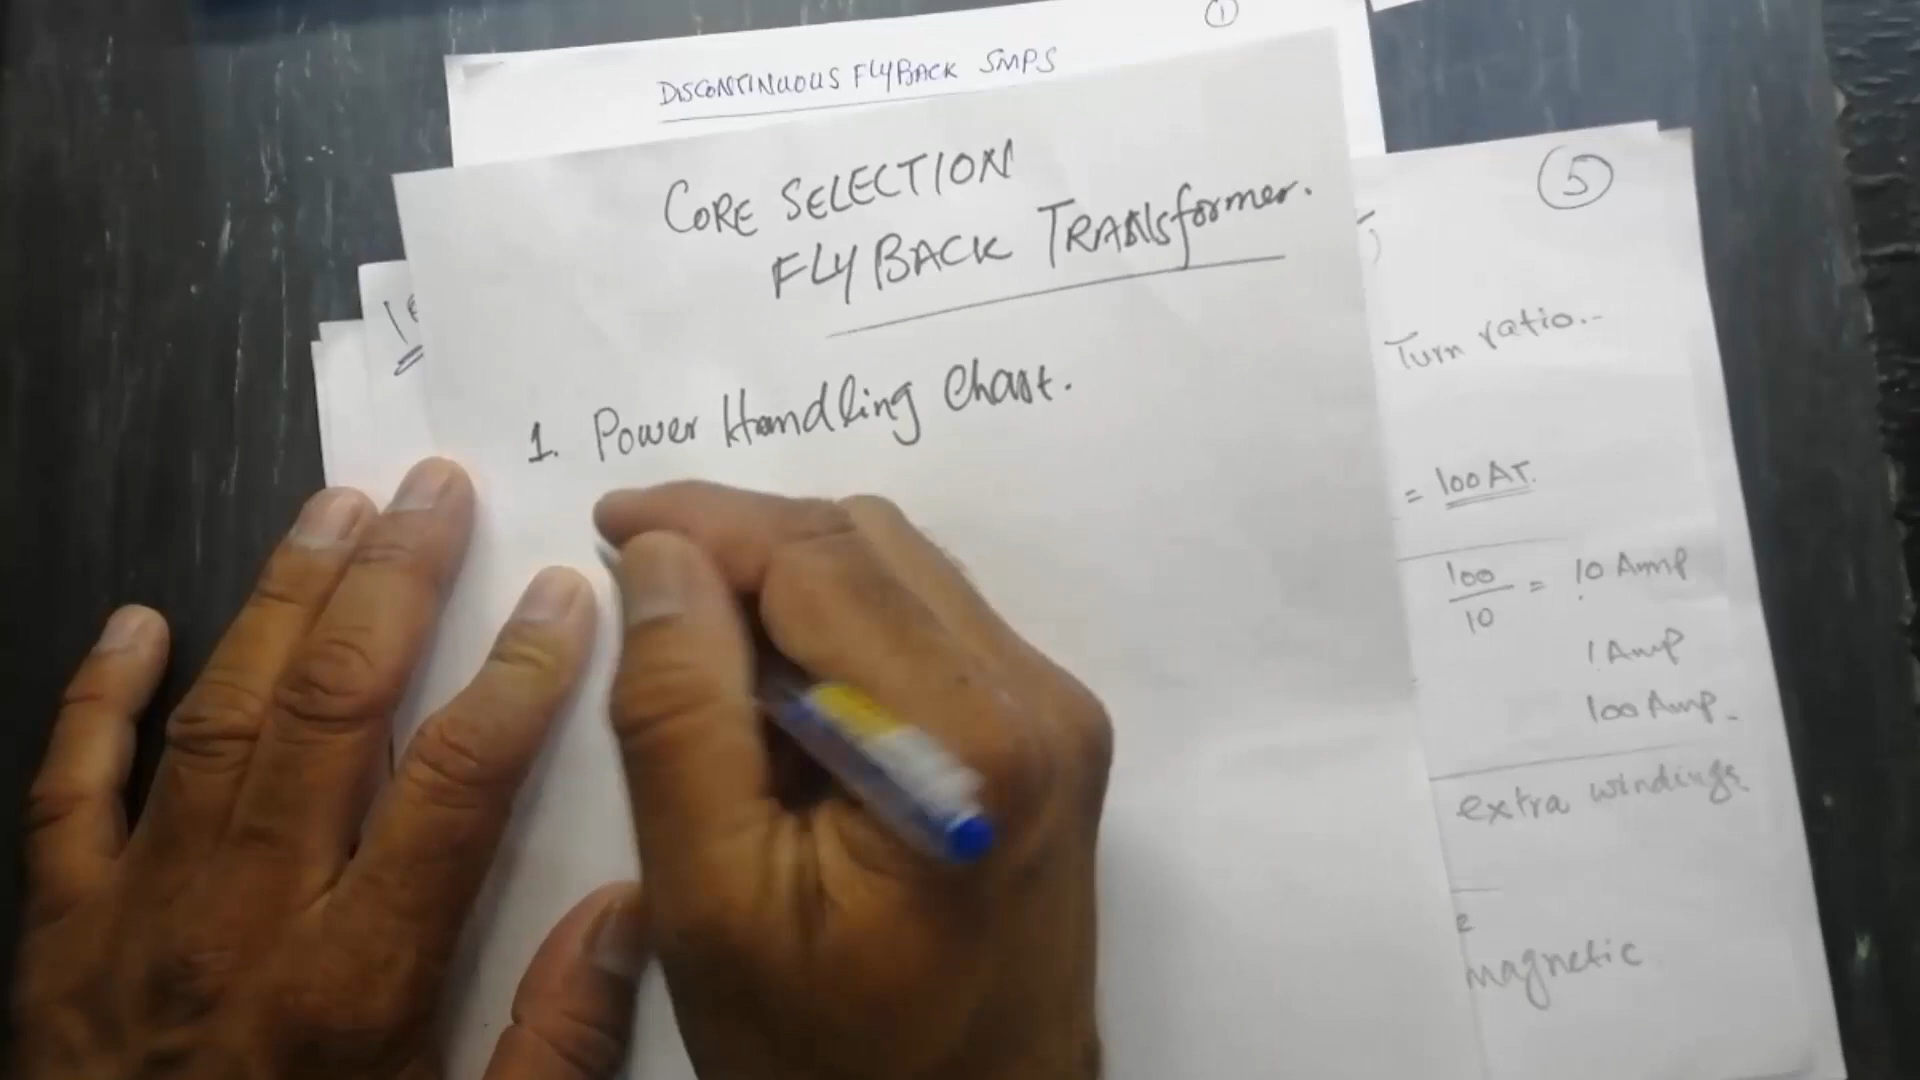 1
DISCONTINUOUS FLYBACK SMPS
CORE SELECTION
FLYBACK TRANSformer.
1. Power Handling Chart.
5
Turn ratio...
= 100 AT.
100
10
= 10 Amp
1 Amp
100 Amp
extra windings
magnetic